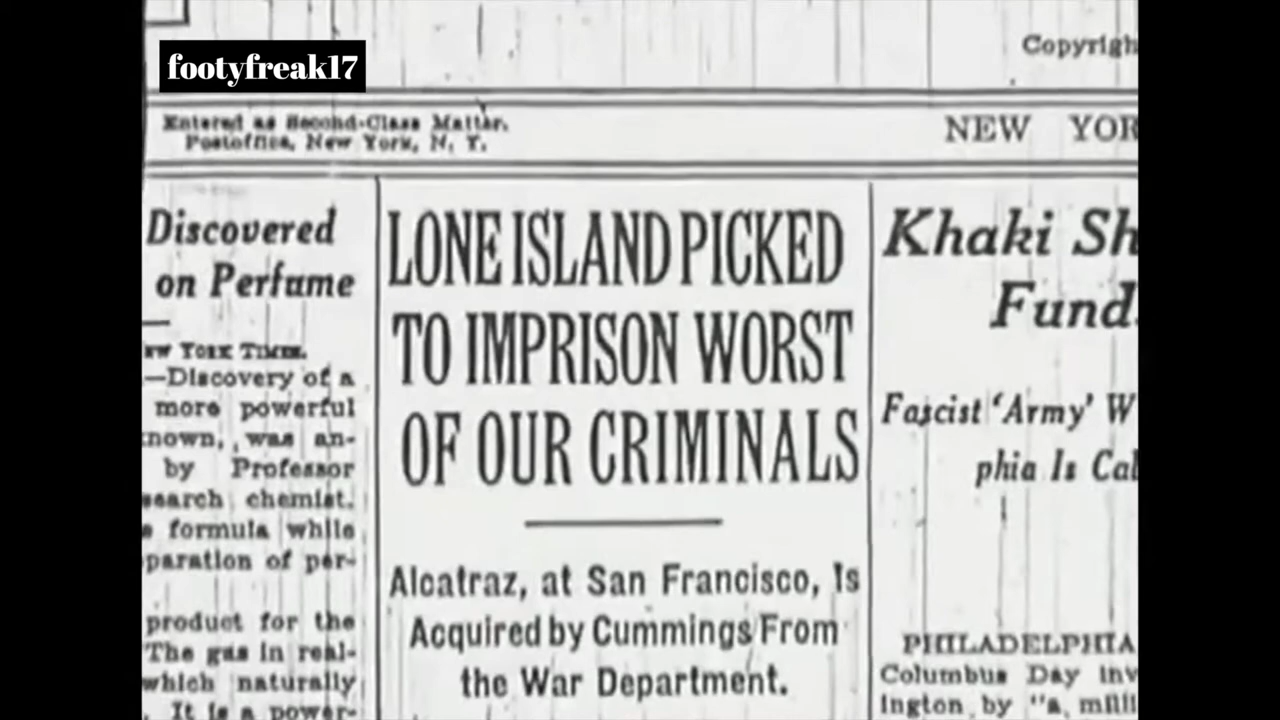 footyfreak17
Copyrigh
Entered as Second-Class Matter,
Postoffice, New York, N. Y.
NEW YOR
Discovered
on Perfume
EW YORK TIMES.
—Discovery of a
more powerful
nown, was an-
by Professor
search chemist,
formula while
paration of per-
product for the
The gas in real-
which naturally
. It is a power-
LONE ISLAND PICKED
TO IMPRISON WORST
OF OUR CRIMINALS
Alcatraz, at San Francisco, Is
Acquired by Cummings From
the War Department.
Khaki Sh
Fund
Fascist 'Army' W
phia Is Cal
PHILADELPHIA
Columbus Day inv
ington by "a milli